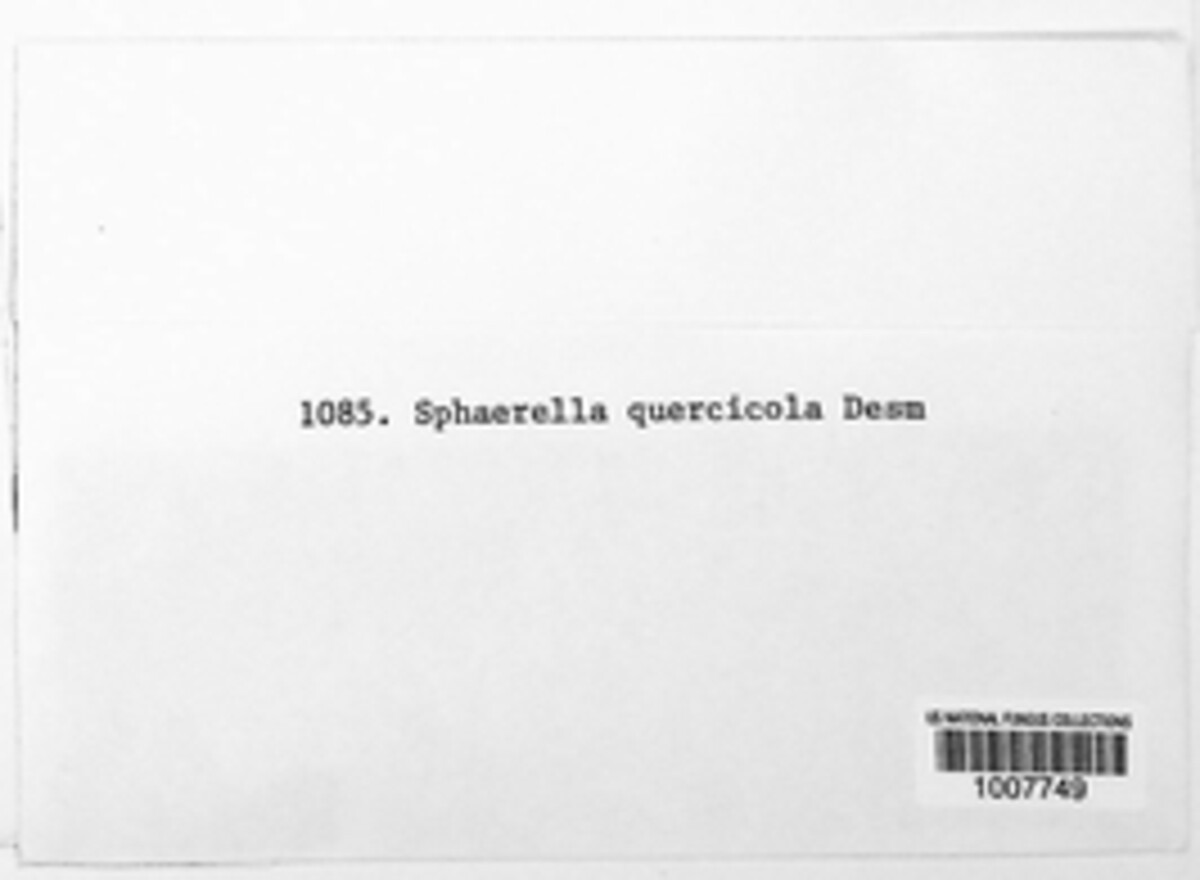 1085. Sphaerella quercicola Desm
US NATIONAL FUNGUS COLLECTIONS
1007749